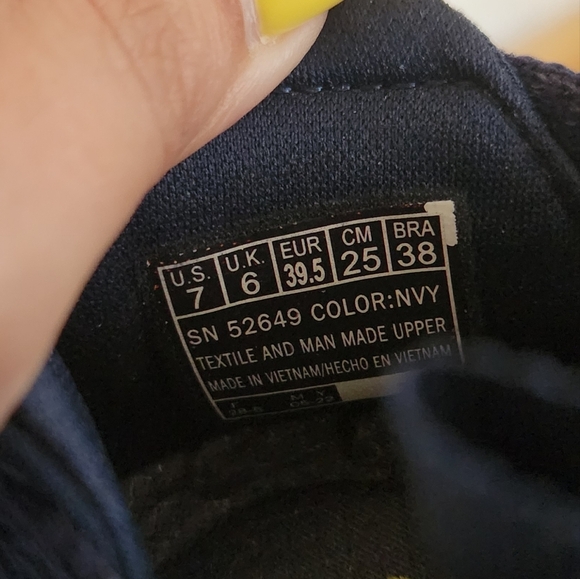 U.S. U.K. EUR CM BRA
7 6 39.5 25 38
SN 52649 COLOR:NVY
TEXTILE AND MAN MADE UPPER
MADE IN VIETNAM/HECHO EN VIETNAM
F M Y